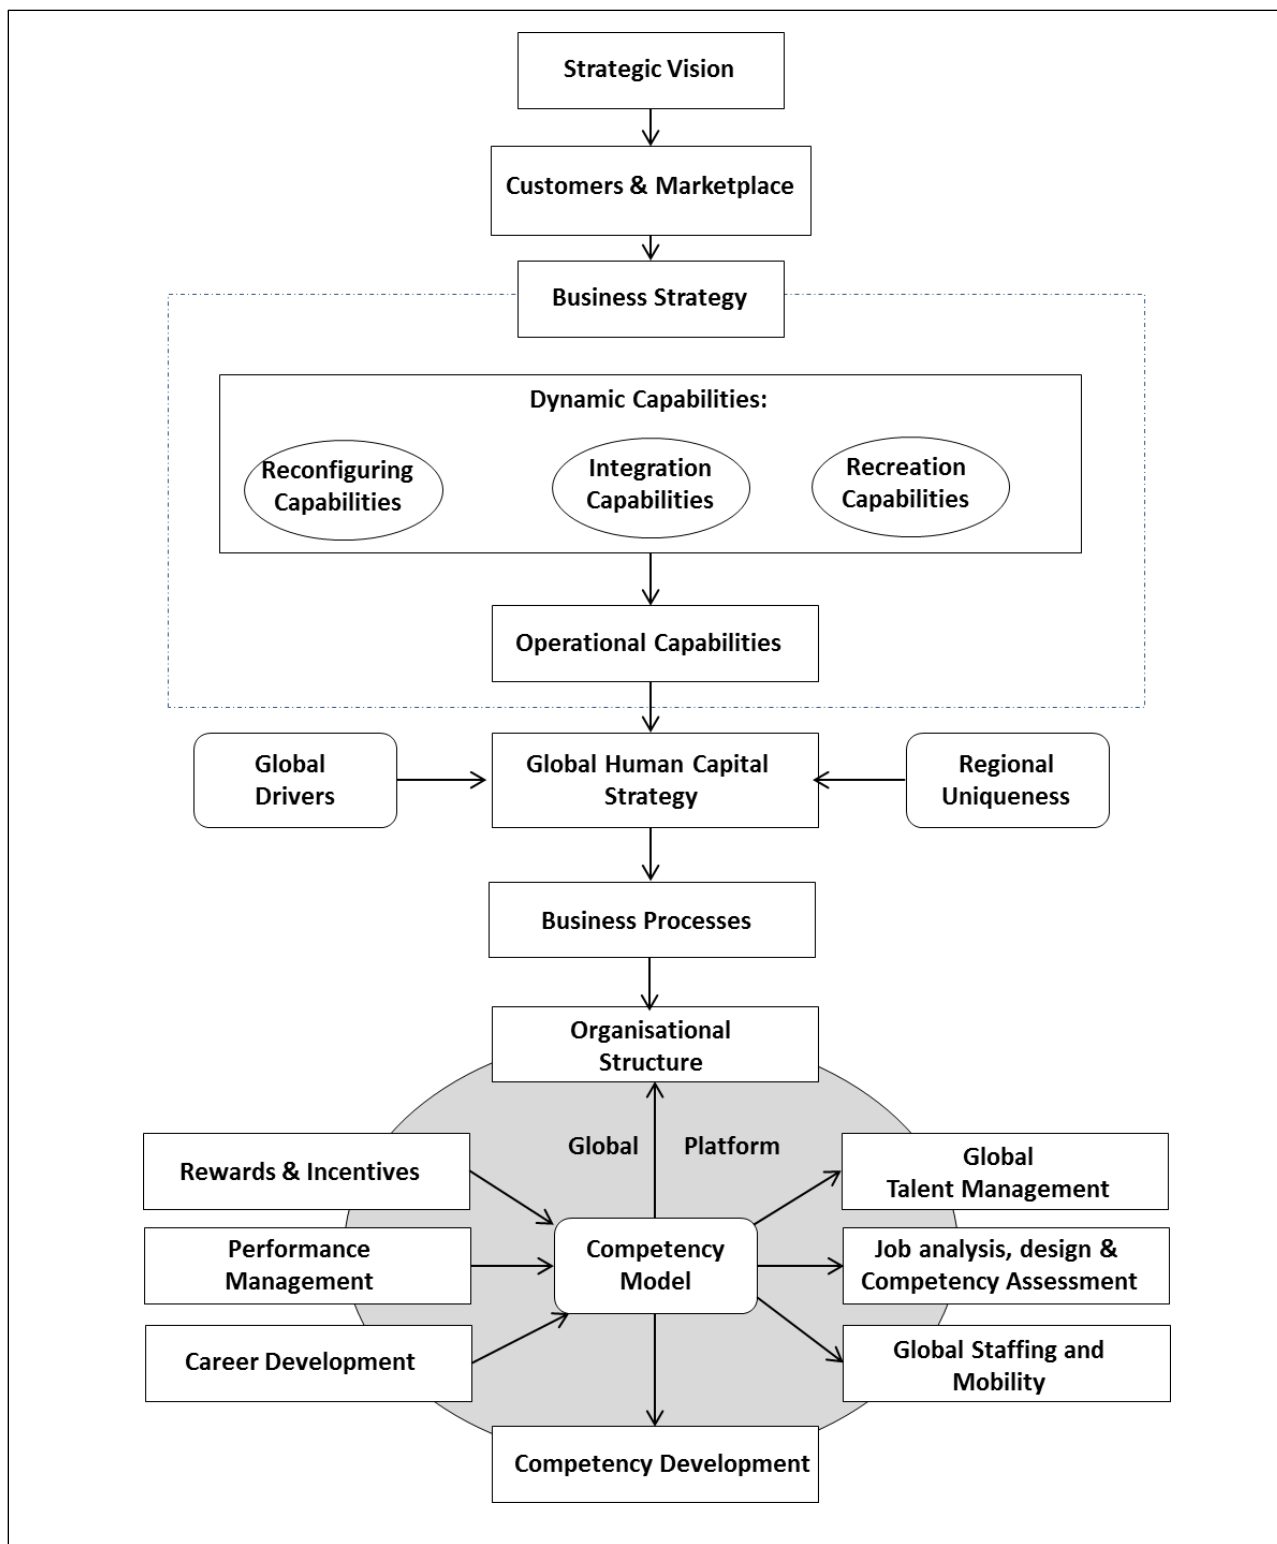 Strategic Vision
Customers & Marketplace
Business Strategy
Dynamic Capabilities:
Reconfiguring
Capabilities
Integration
Capabilities
Recreation
Capabilities
Operational Capabilities
Global
Drivers
Global Human Capital
Strategy
Regional
Uniqueness
Business Processes
Organisational
Structure
Global Platform
Rewards & Incentives
Global
Talent Management
Performance
Management
Competency
Model
Job analysis, design &
Competency Assessment
Career Development
Global Staffing and
Mobility
Competency Development